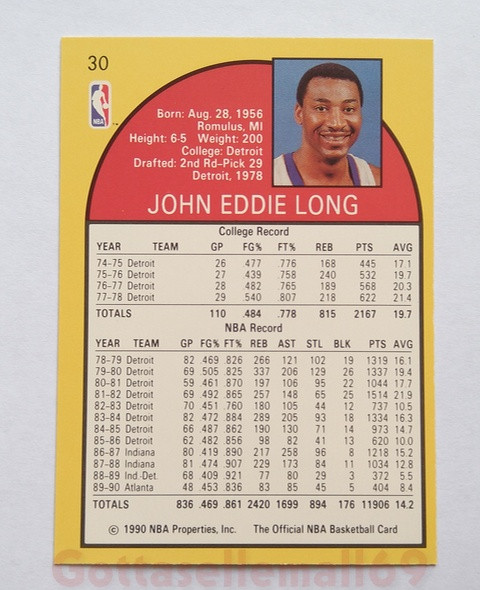 30
NBA
Born: Aug. 28, 1956
Romulus, MI
Height: 6-5 Weight: 200
College: Detroit
Drafted: 2nd Rd-Pick 29
Detroit, 1978
JOHN EDDIE LONG
College Record
YEAR TEAM GP FG% FT% REB PTS AVG
74-75 Detroit 26 .477 .776 168 445 17.1
75-76 Detroit 27 .439 .758 240 532 19.7
76-77 Detroit 28 .482 .765 189 568 20.3
77-78 Detroit 29 .540 .807 218 622 21.4
TOTALS 110 .484 .778 815 2167 19.7
NBA Record
YEAR TEAM GP FG% FT% REB AST STL BLK PTS AVG
78-79 Detroit 82 .469 .826 266 121 102 19 1319 16.1
79-80 Detroit 69 .505 .825 337 206 129 26 1337 19.4
80-81 Detroit 59 .461 .870 197 106 95 22 1044 17.7
81-82 Detroit 69 .492 .865 257 148 65 25 1514 21.9
82-83 Detroit 70 .451 .760 180 105 44 12 737 10.5
83-84 Detroit 82 .472 .884 289 205 93 18 1334 16.3
84-85 Detroit 66 .487 .862 190 130 71 14 973 14.7
85-86 Detroit 62 .482 .856 98 82 41 13 620 10.0
86-87 Indiana 80 .419 .890 217 258 96 8 1218 15.2
87-88 Indiana 81 .474 .907 229 173 84 11 1034 12.8
88-89 Ind.-Det. 68 .409 .921 77 80 29 3 372 5.5
89-90 Atlanta 48 .453 .836 83 85 45 5 404 8.4
TOTALS 836 .469 .861 2420 1699 894 176 11906 14.2
© 1990 NBA Properties, Inc. The Official NBA Basketball Card
Gottasellemall69